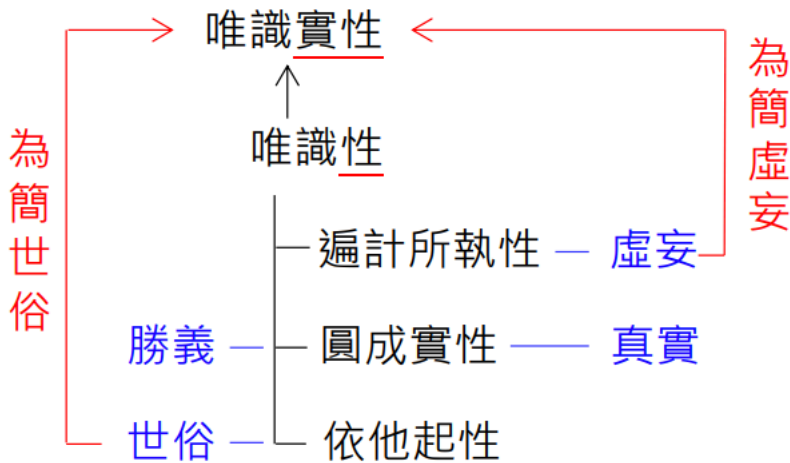 唯識實性
唯識性
遍計所執性 虛妄
勝義 圓成實性 真實
世俗 依他起性
為簡世俗
為簡虛妄